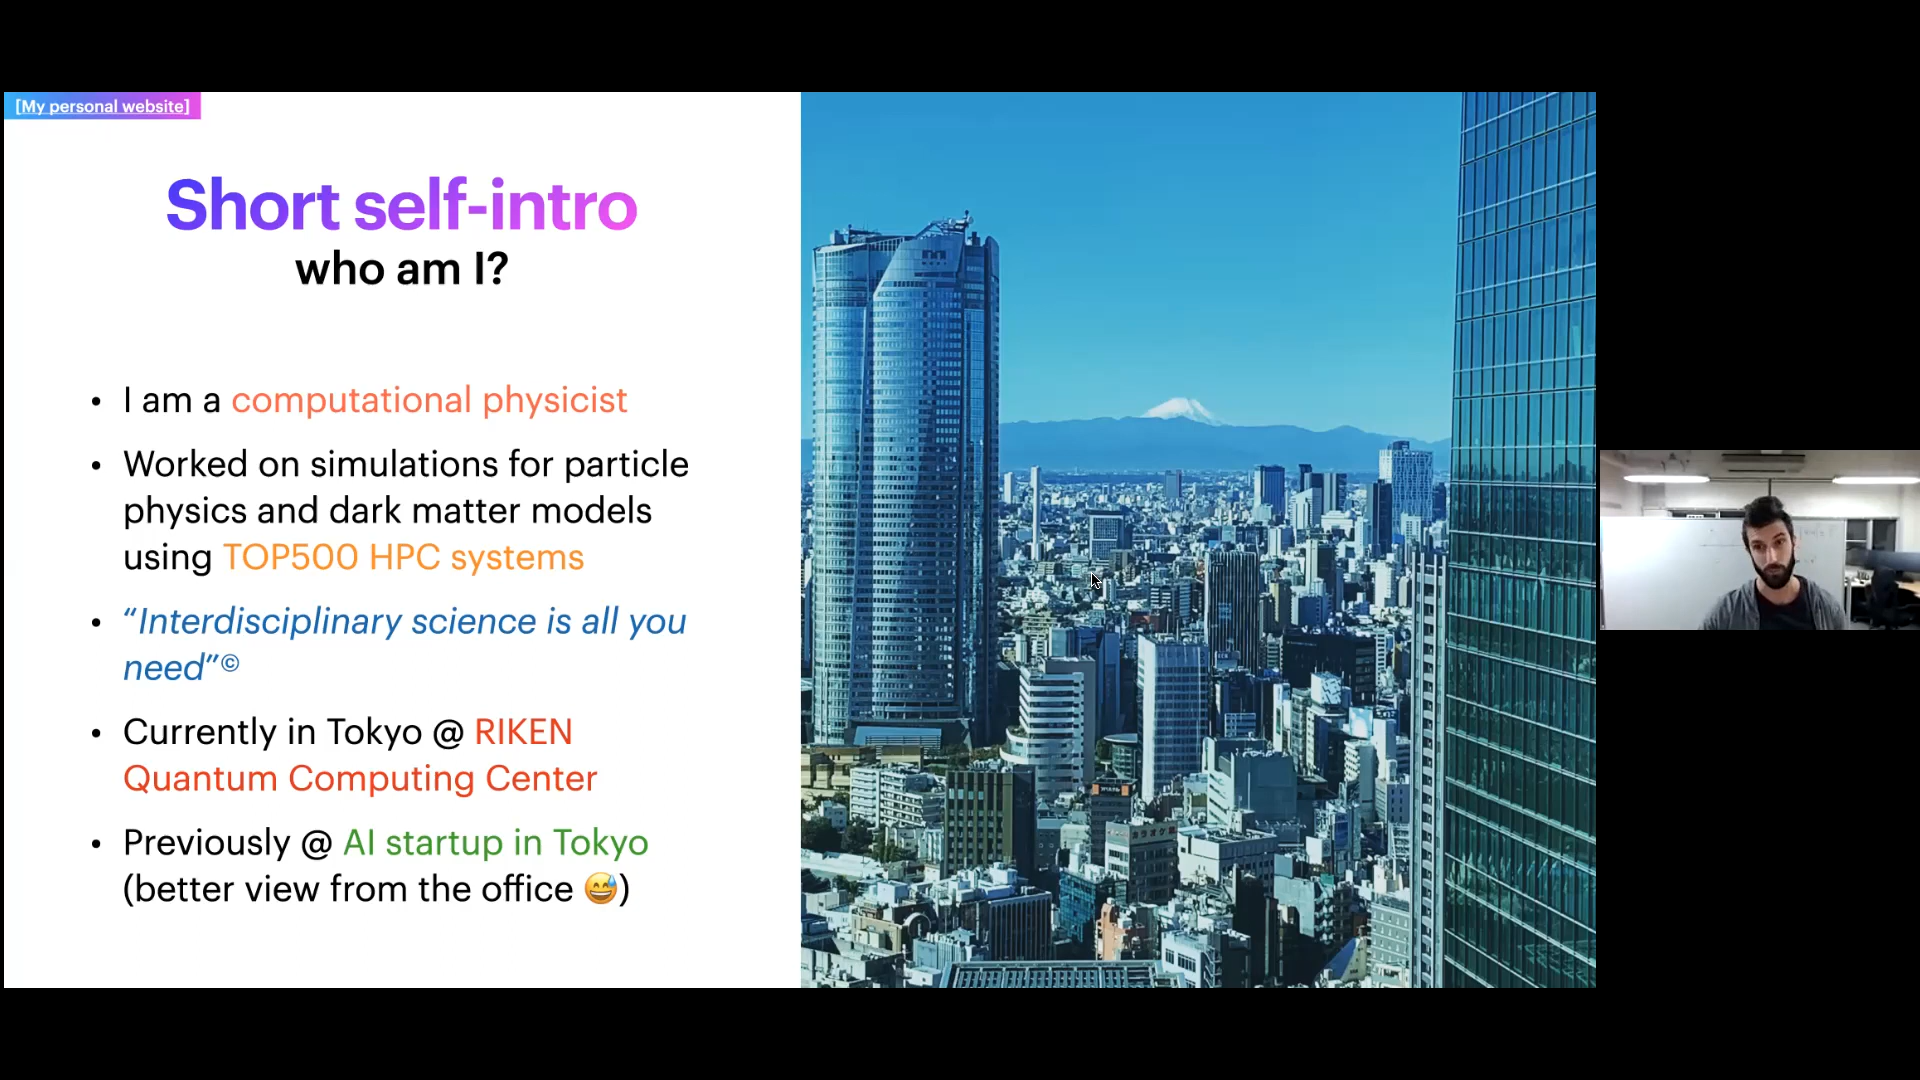 [My personal website]
Short self-intro
who am I?
• I am a computational physicist
• Worked on simulations for particle
physics and dark matter models
using TOP500 HPC systems
• “Interdisciplinary science is all you
need”©
• Currently in Tokyo @ RIKEN
Quantum Computing Center
• Previously @ AI startup in Tokyo
(better view from the office 😅)